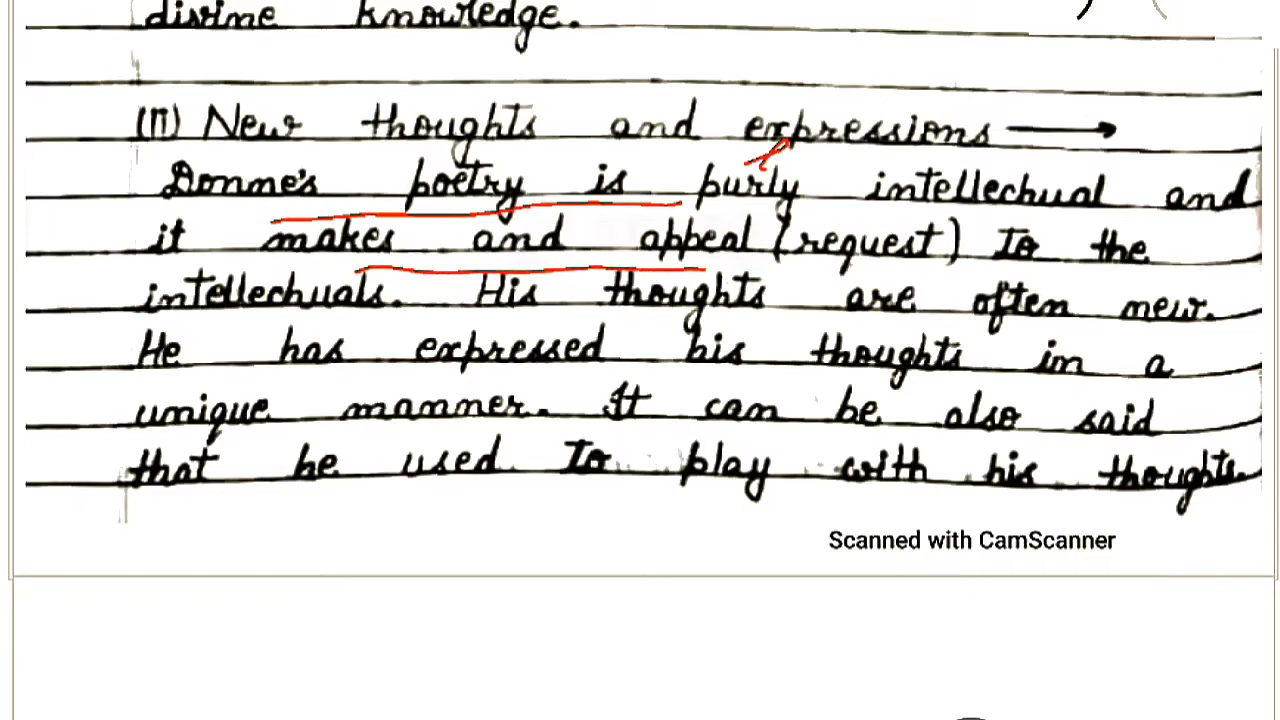 divine knowledge.
(II) New thoughts and expressions →
Donne's poetry is purly intellechual and
it makes and appeal (request) To the
intellechuals. His thoughts are often new.
He has expressed his thoughts in a
unique manner. It can be also said
that he used To play with his thoughts.
Scanned with CamScanner